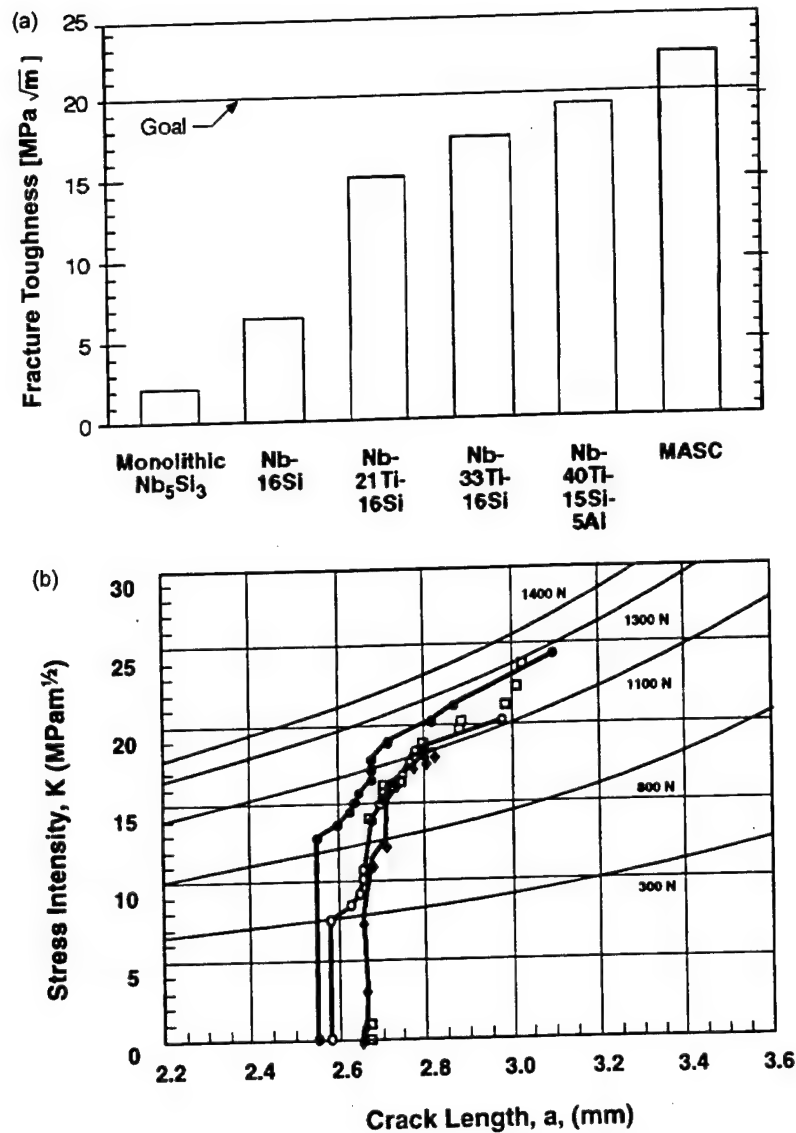 (a)
Fracture Toughness [MPa √m ]
25
20
15
10
5
0
Goal
Monolithic
Nb5Si3
Nb-
16Si
Nb-
21Ti-
16Si
Nb-
33Ti-
16Si
Nb-
40Ti-
15Si-
5Al
MASC
(b)
Stress Intensity, K (MPam½)
30
25
20
15
10
5
0
1400 N
1300 N
1100 N
800 N
300 N
2.2
2.4
2.6
2.8
3.0
3.2
3.4
3.6
Crack Length, a, (mm)